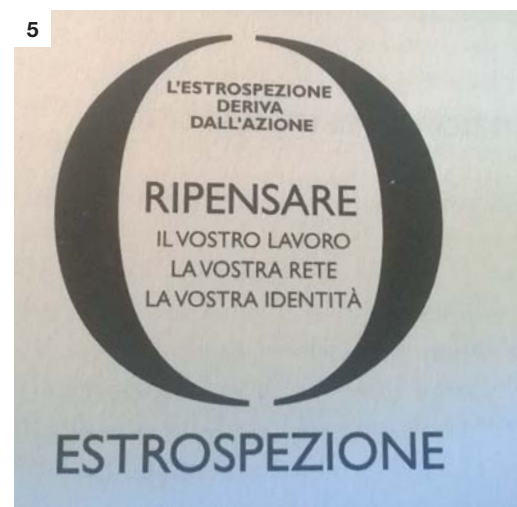 5
L'ESTROSPEZIONE
DERIVA
DALL'AZIONE
RIPENSARE
IL VOSTRO LAVORO
LA VOSTRA RETE
LA VOSTRA IDENTITÀ
ESTROSPEZIONE